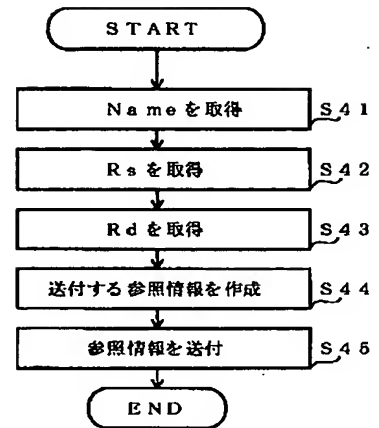 START
Nameを取得 S41
Rsを取得 S42
Rdを取得 S43
送付する参照情報を作成 S44
参照情報を送付 S45
END